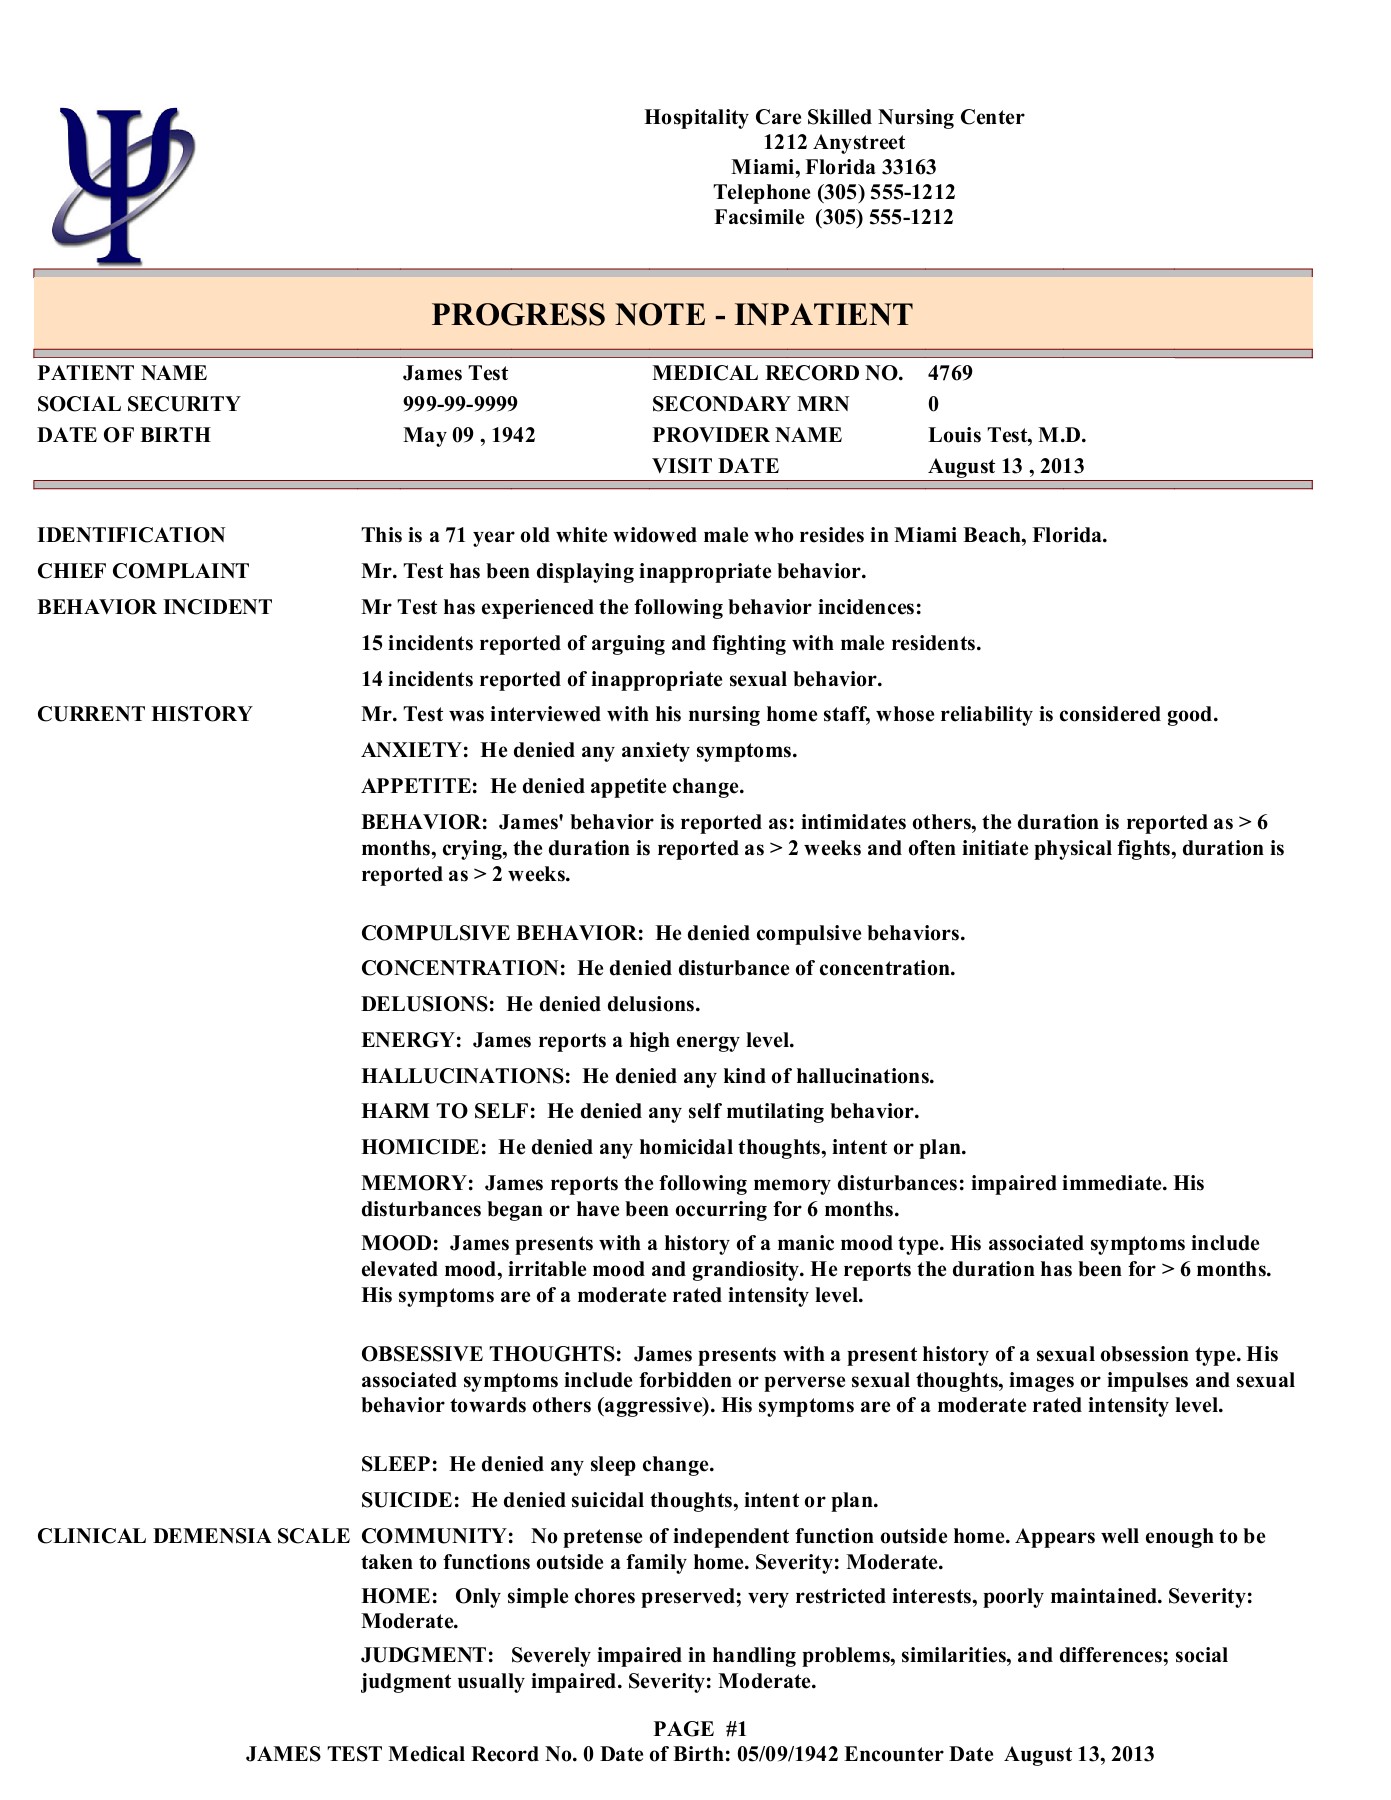 Hospitality Care Skilled Nursing Center
1212 Anystreet
Miami, Florida 33163
Telephone (305) 555-1212
Facsimile (305) 555-1212
PROGRESS NOTE - INPATIENT
PATIENT NAME James Test MEDICAL RECORD NO. 4769
SOCIAL SECURITY 999-99-9999 SECONDARY MRN 0
DATE OF BIRTH May 09 , 1942 PROVIDER NAME Louis Test, M.D.
VISIT DATE August 13 , 2013
IDENTIFICATION This is a 71 year old white widowed male who resides in Miami Beach, Florida.
CHIEF COMPLAINT Mr. Test has been displaying inappropriate behavior.
BEHAVIOR INCIDENT Mr Test has experienced the following behavior incidences:
15 incidents reported of arguing and fighting with male residents.
14 incidents reported of inappropriate sexual behavior.
CURRENT HISTORY Mr. Test was interviewed with his nursing home staff, whose reliability is considered good.
ANXIETY: He denied any anxiety symptoms.
APPETITE: He denied appetite change.
BEHAVIOR: James' behavior is reported as: intimidates others, the duration is reported as > 6
months, crying, the duration is reported as > 2 weeks and often initiate physical fights, duration is
reported as > 2 weeks.
COMPULSIVE BEHAVIOR: He denied compulsive behaviors.
CONCENTRATION: He denied disturbance of concentration.
DELUSIONS: He denied delusions.
ENERGY: James reports a high energy level.
HALLUCINATIONS: He denied any kind of hallucinations.
HARM TO SELF: He denied any self mutilating behavior.
HOMICIDE: He denied any homicidal thoughts, intent or plan.
MEMORY: James reports the following memory disturbances: impaired immediate. His
disturbances began or have been occurring for 6 months.
MOOD: James presents with a history of a manic mood type. His associated symptoms include
elevated mood, irritable mood and grandiosity. He reports the duration has been for > 6 months.
His symptoms are of a moderate rated intensity level.
OBSESSIVE THOUGHTS: James presents with a present history of a sexual obsession type. His
associated symptoms include forbidden or perverse sexual thoughts, images or impulses and sexual
behavior towards others (aggressive). His symptoms are of a moderate rated intensity level.
SLEEP: He denied any sleep change.
SUICIDE: He denied suicidal thoughts, intent or plan.
CLINICAL DEMENSIA SCALE COMMUNITY: No pretense of independent function outside home. Appears well enough to be
taken to functions outside a family home. Severity: Moderate.
HOME: Only simple chores preserved; very restricted interests, poorly maintained. Severity:
Moderate.
JUDGMENT: Severely impaired in handling problems, similarities, and differences; social
judgment usually impaired. Severity: Moderate.
PAGE #1
JAMES TEST Medical Record No. 0 Date of Birth: 05/09/1942 Encounter Date August 13, 2013